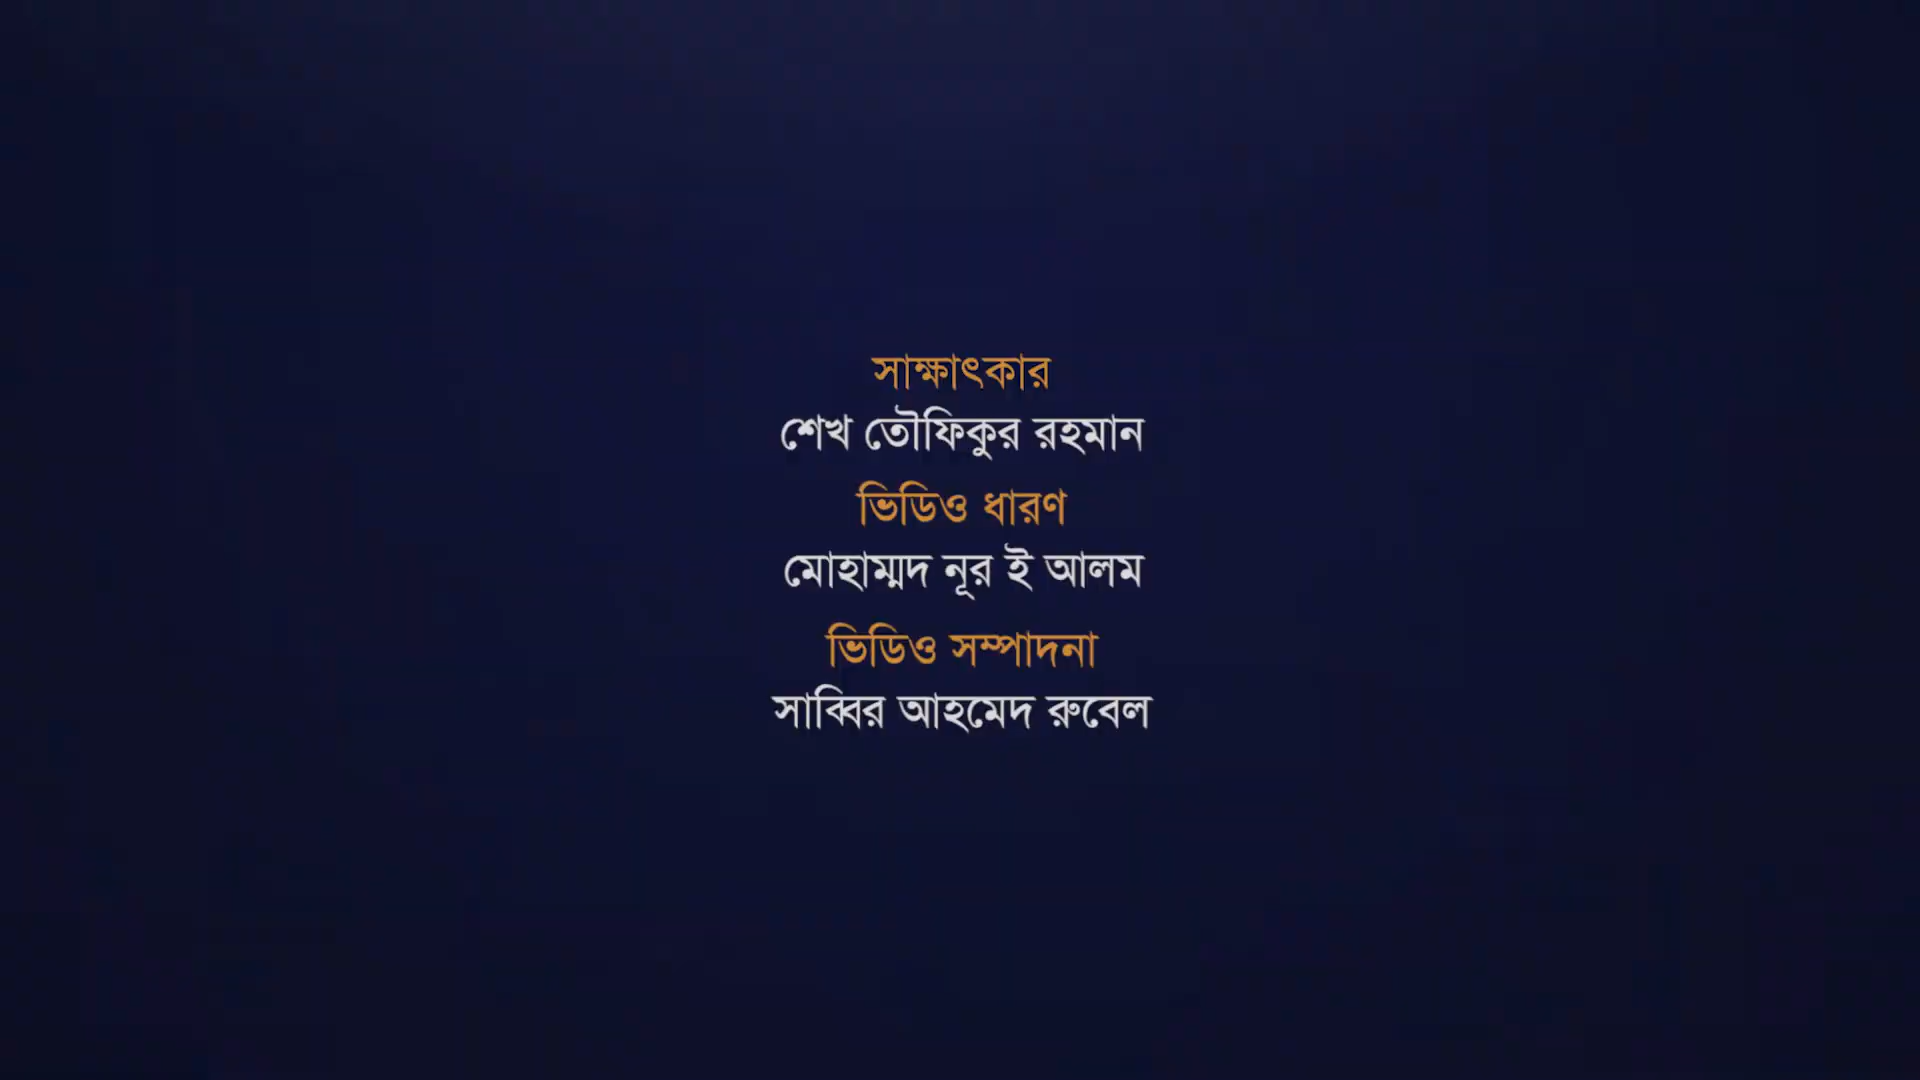 সাক্ষাৎকার
শেখ তৌফিকুর রহমান
ভিডিও ধারণ
মোহাম্মদ নূর ই আলম
ভিডিও সম্পাদনা
সাব্বির আহমেদ রুবেল